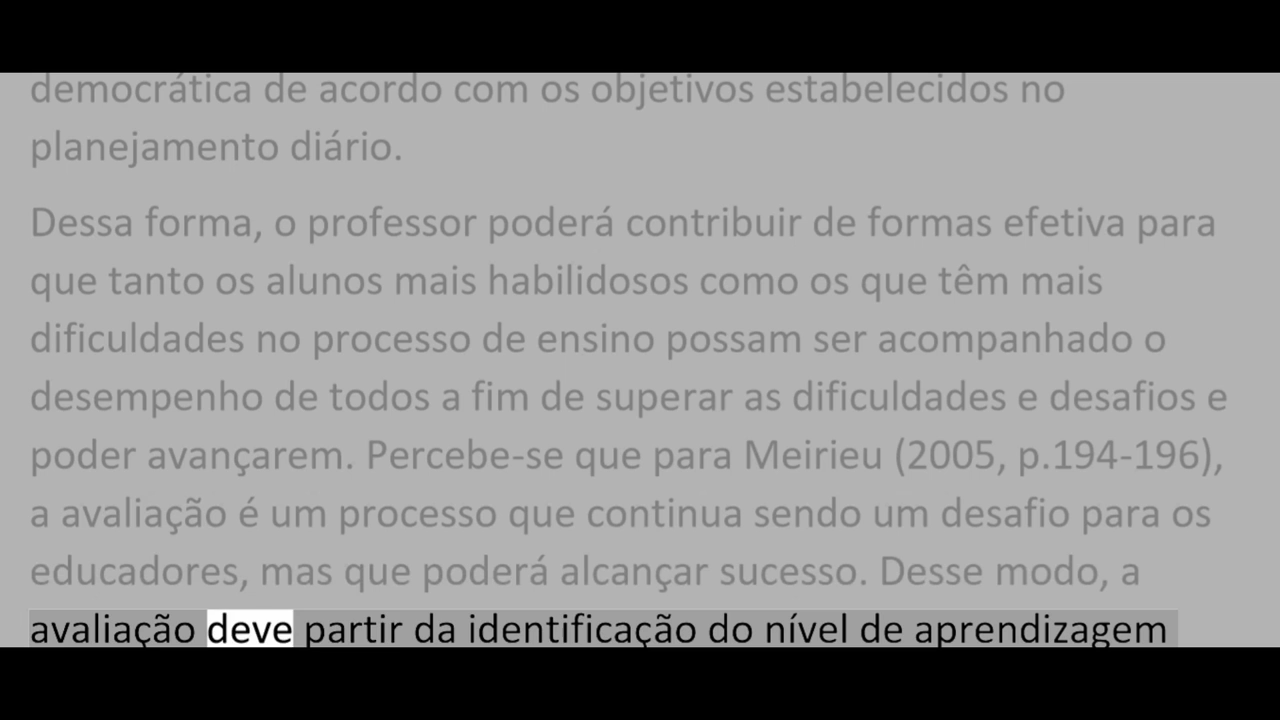 democrática de acordo com os objetivos estabelecidos no
planejamento diário.
Dessa forma, o professor poderá contribuir de formas efetiva para
que tanto os alunos mais habilidosos como os que têm mais
dificuldades no processo de ensino possam ser acompanhado o
desempenho de todos a fim de superar as dificuldades e desafios e
poder avançarem. Percebe-se que para Meirieu (2005, p.194-196),
a avaliação é um processo que continua sendo um desafio para os
educadores, mas que poderá alcançar sucesso. Desse modo, a
avaliação deve partir da identificação do nível de aprendizagem